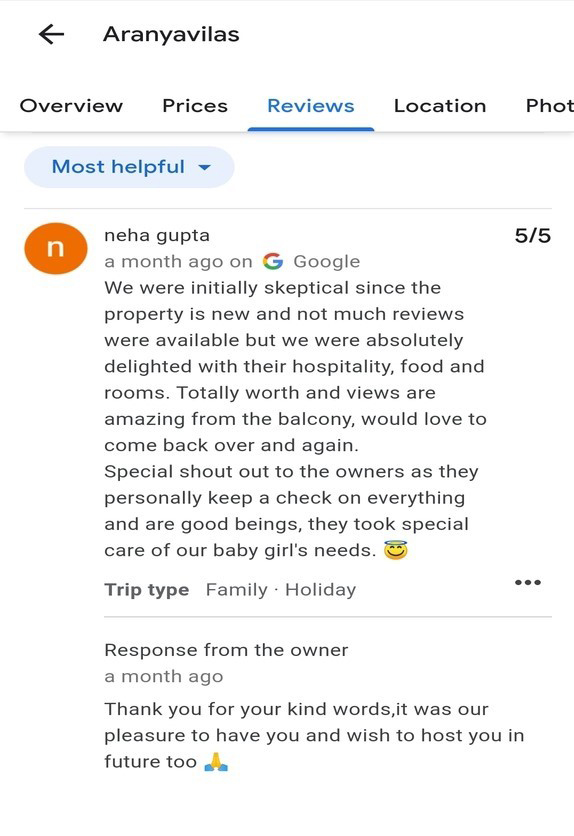 Aranyavilas
Overview Prices Reviews Location Phot
Most helpful
n
neha gupta 5/5
a month ago on G Google
We were initially skeptical since the
property is new and not much reviews
were available but we were absolutely
delighted with their hospitality, food and
rooms. Totally worth and views are
amazing from the balcony, would love to
come back over and again.
Special shout out to the owners as they
personally keep a check on everything
and are good beings, they took special
care of our baby girl's needs. 😇
Trip type Family · Holiday
Response from the owner
a month ago
Thank you for your kind words,it was our
pleasure to have you and wish to host you in
future too 🙏